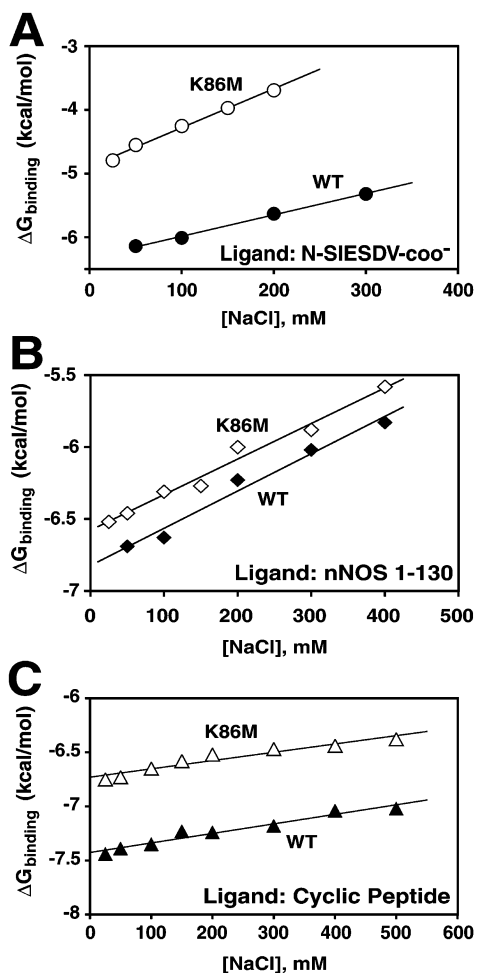 A
-3
-4
-5
-6
ΔGbinding (kcal/mol)
K86M
WT
Ligand: N-SIESDV-coo⁻
0
100
200
300
400
[NaCl], mM
B
-5.5
-6
-6.5
-7
ΔGbinding (kcal/mol)
K86M
WT
Ligand: nNOS 1-130
0
100
200
300
400
500
[NaCl], mM
C
-6
-6.5
-7
-7.5
-8
ΔGbinding (kcal/mol)
K86M
WT
Ligand: Cyclic Peptide
0
100
200
300
400
500
600
[NaCl], mM